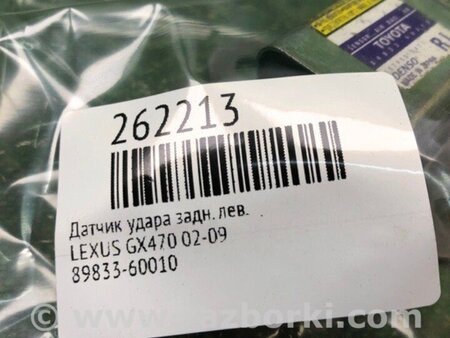 262213
Датчик удара задн. лев.
LEXUS GX470 02-09
89833-60010
TOYOTA
razborki.com